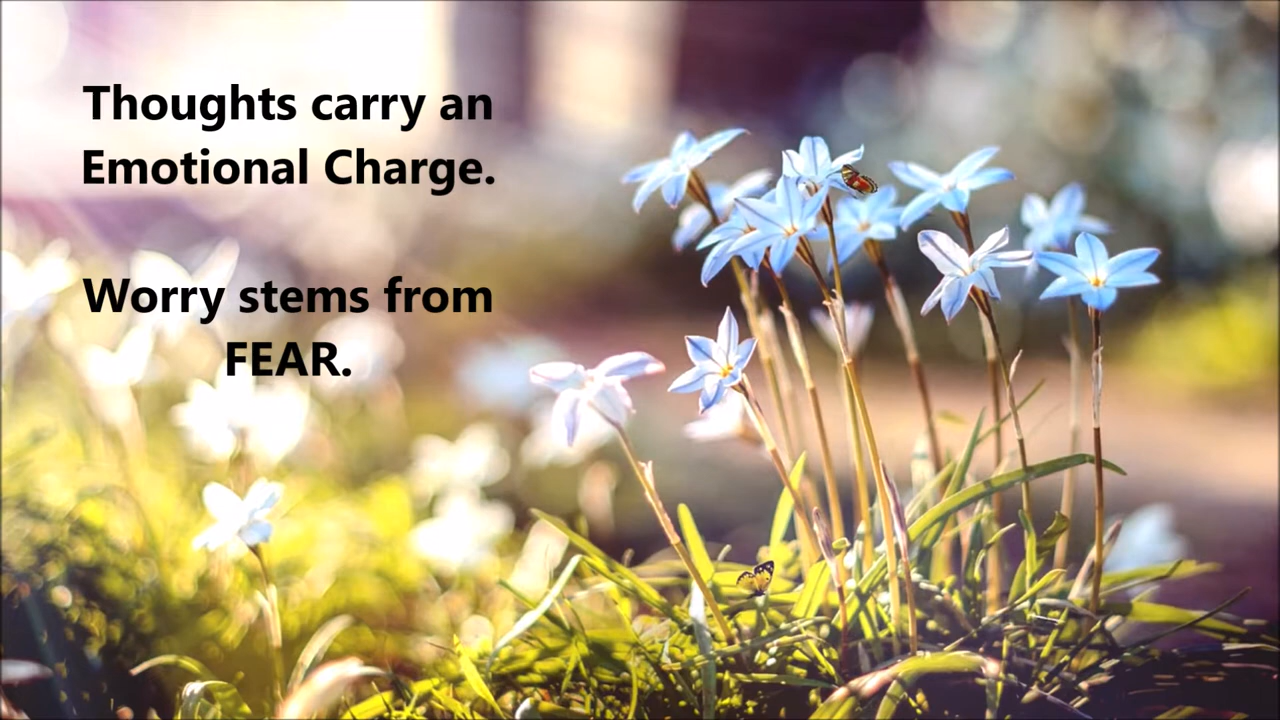 Thoughts carry an
Emotional Charge.
Worry stems from
FEAR.